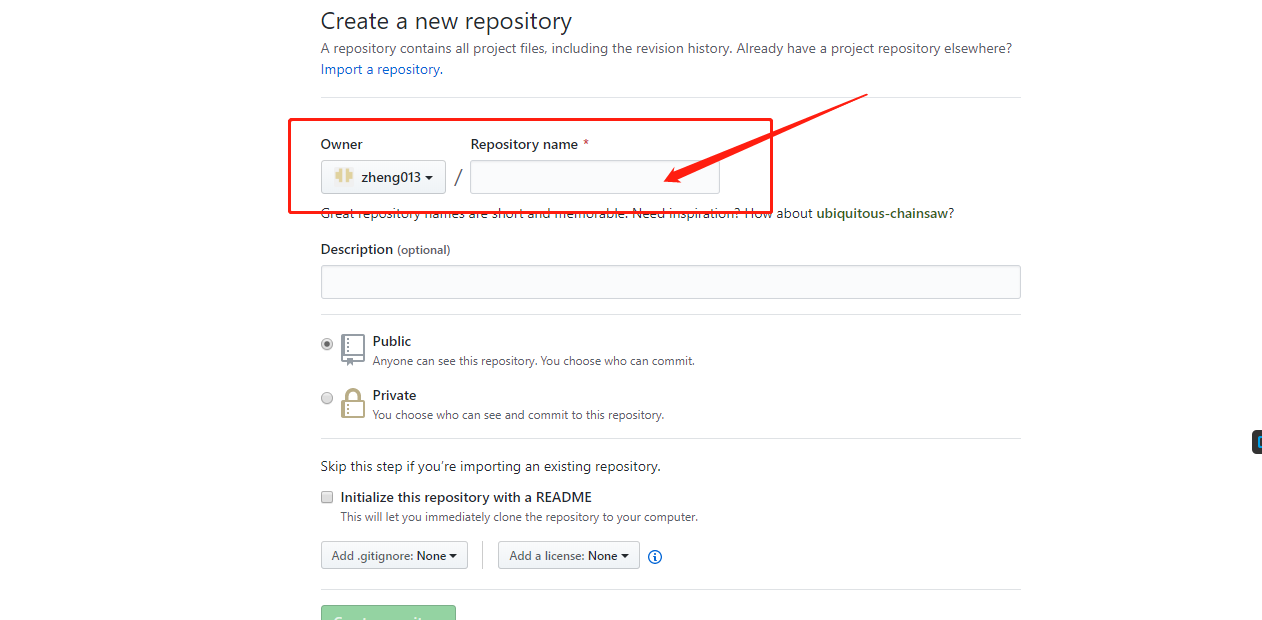 Create a new repository
A repository contains all project files, including the revision history. Already have a project repository elsewhere?
Import a repository.
Owner Repository name *
zheng013 /
Great repository names are short and memorable. Need inspiration? How about ubiquitous-chainsaw?
Description (optional)
Public
Anyone can see this repository. You choose who can commit.
Private
You choose who can see and commit to this repository.
Skip this step if you’re importing an existing repository.
Initialize this repository with a README
This will let you immediately clone the repository to your computer.
Add .gitignore: None Add a license: None